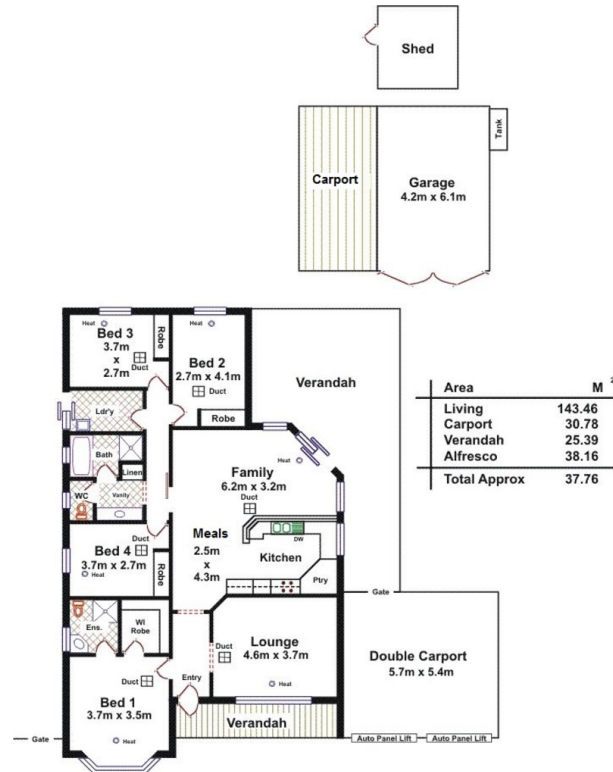 Shed
Tank
Carport
Garage
4.2m x 6.1m
Heat
Bed 3
3.7m
x
2.7m
Duct
Robe
Heat
Bed 2
2.7m x 4.1m
Duct
Robe
Verandah
Area M 2
Living 143.46
Carport 30.78
Verandah 25.39
Alfresco 38.16
Total Approx 37.76
Ldr'y
Bath
Linen
WC
Vanity
Family
6.2m x 3.2m
Heat
Duct
Meals
2.5m
x
4.3m
DW
Kitchen
Ptry
Duct
Bed 4
3.7m x 2.7m
Heat
Robe
Gate
Ens.
WI
Robe
Lounge
4.6m x 3.7m
Duct
Heat
Double Carport
5.7m x 5.4m
Entry
Duct
Bed 1
3.7m x 3.5m
Heat
Verandah
Gate
Auto Panel Lift
Auto Panel Lift